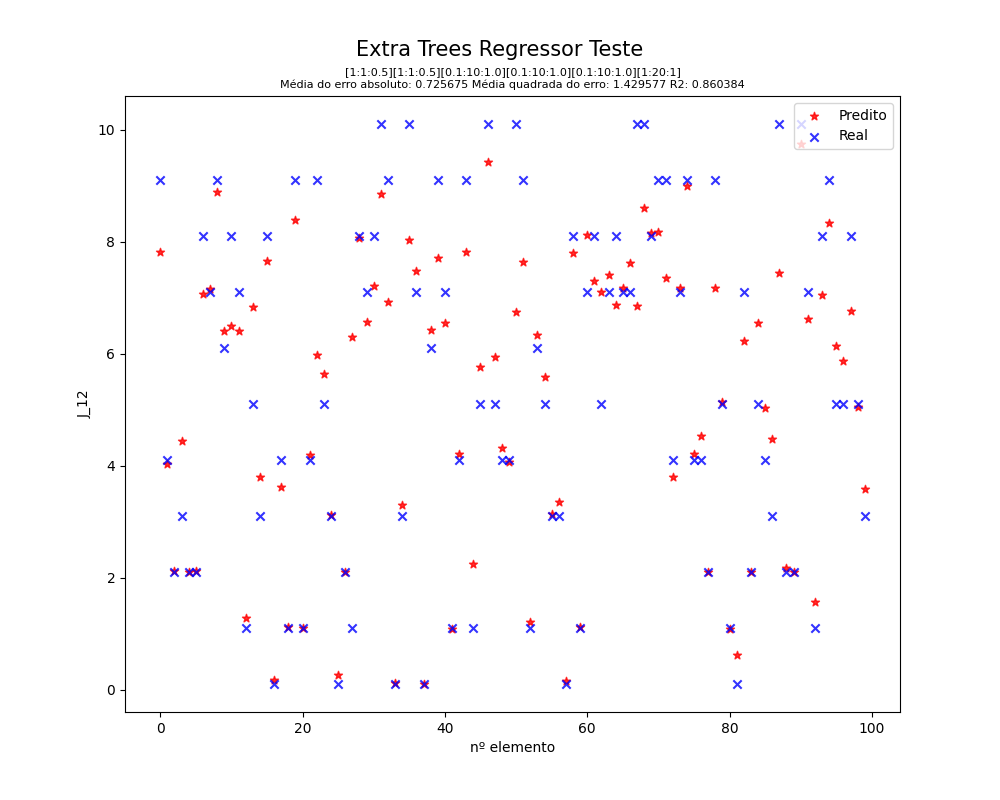 Extra Trees Regressor Teste
[1:1:0.5][1:1:0.5][0.1:10:1.0][0.1:10:1.0][0.1:10:1.0][1:20:1]
Média do erro absoluto: 0.725675 Média quadrada do erro: 1.429577 R2: 0.860384
Predito
Real
10
8
6
4
2
0
J_12
0 20 40 60 80 100
nº elemento